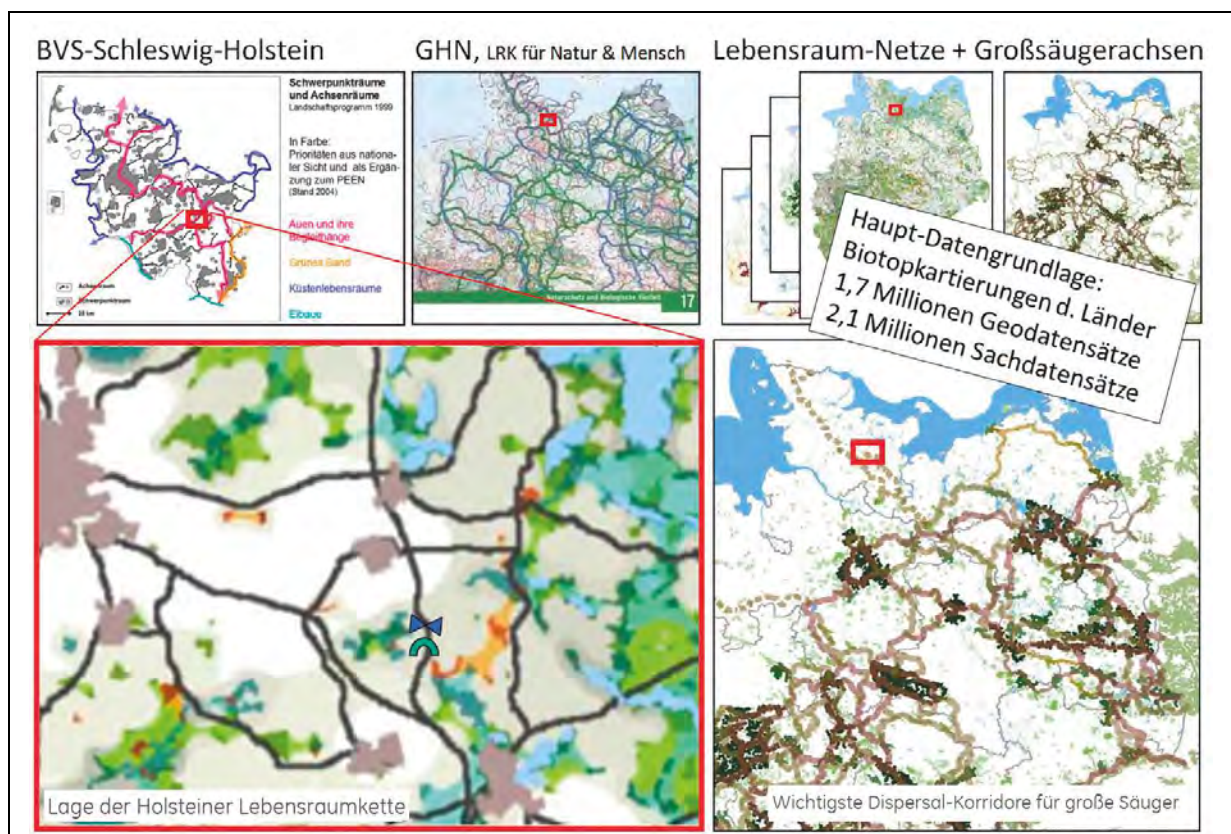 BVS-Schleswig-Holstein
GHN, LRK für Natur & Mensch
Lebensraum-Netze + Großsäugerachsen
Schwerpunkträume
und Achsenräume
Landschaftsprogramm 1999
In Farbe:
Prioritäten aus nationa-
ler Sicht und als Ergän-
zung zum PEEN
(Stand 2004)
Auen und ihre
Begleithänge
Grünes Band
Küstenlebensräume
Elbaue
Achsenraum
Schwerpunktraum
Naturschutz und Biologische Vielfalt
17
Haupt-Datengrundlage:
Biotopkartierungen d. Länder
1,7 Millionen Geodatensätze
2,1 Millionen Sachdatensätze
Lage der Holsteiner Lebensraumkette
Wichtigste Dispersal-Korridore für große Säuger